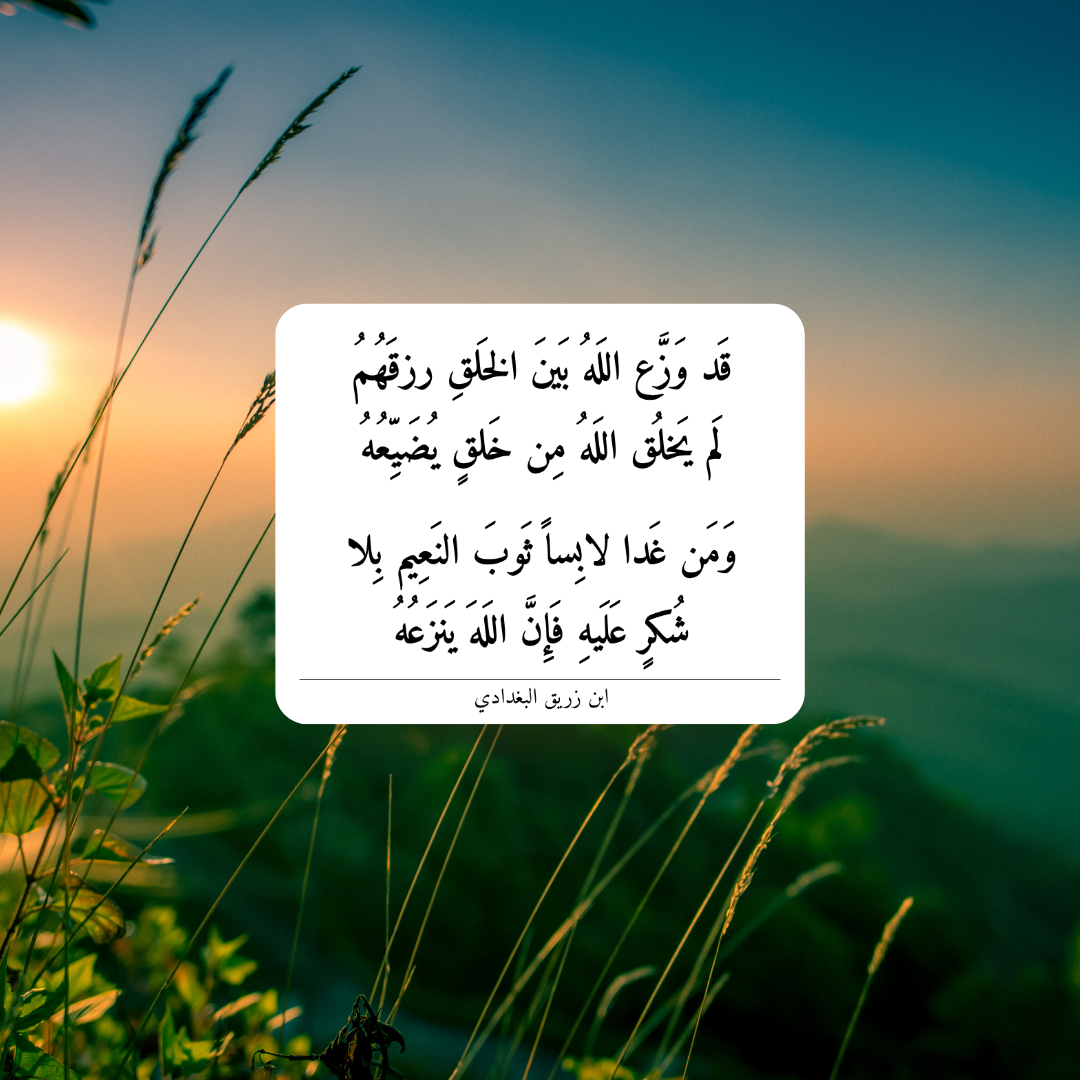 قَد وَزَّع اللَهُ بَينَ الخَلقِ رزقَهُمُ
لَم يَخلُق اللَهُ مِن خَلقٍ يُضَيِّعُهُ
وَمَن غَدا لابِساً ثَوبَ النَعِيم بِلا
شُكرٍ عَلَيهِ فَإِنَّ اللَهَ يَنزَعُهُ
ابن زريق البغدادي